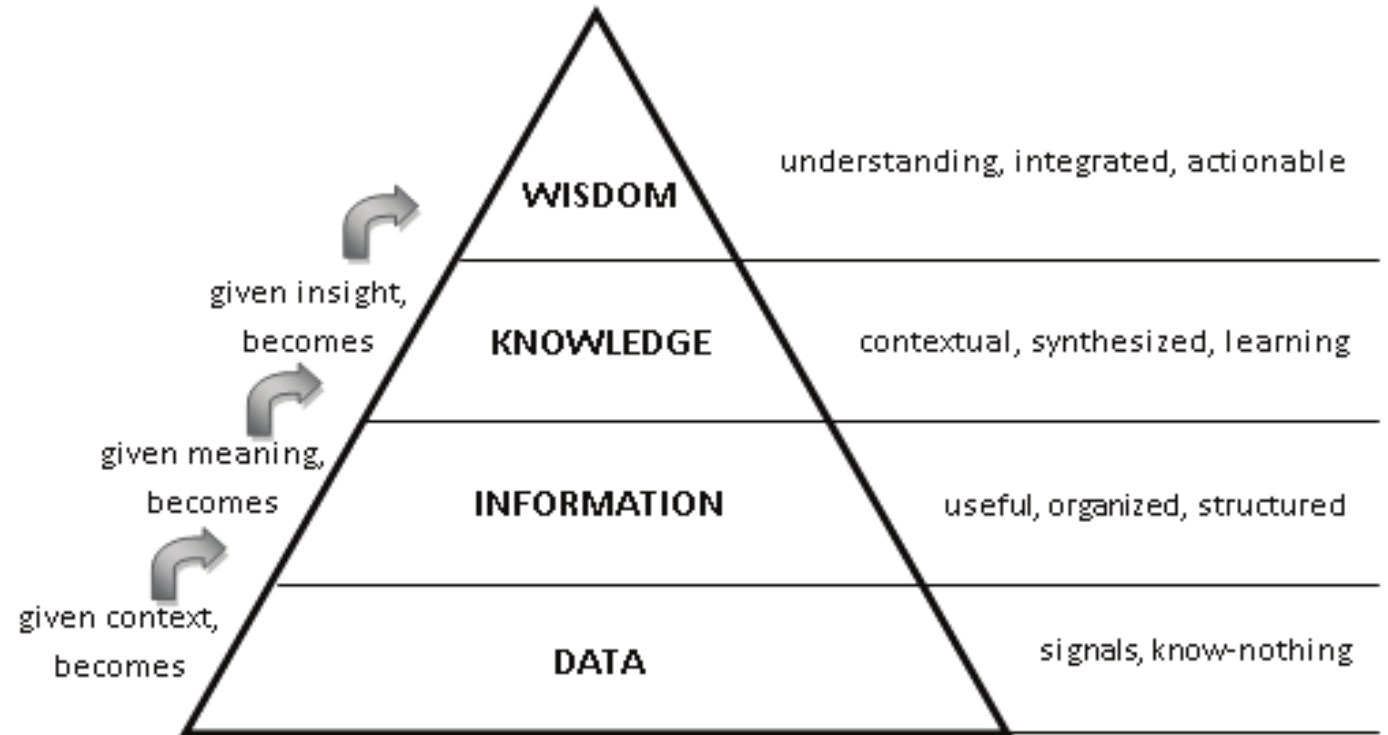 understanding, integrated, actionable
WISDOM
given insight,
becomes
KNOWLEDGE
contextual, synthesized, learning
given meaning,
becomes
INFORMATION
useful, organized, structured
given context,
becomes
DATA
signals, know-nothing